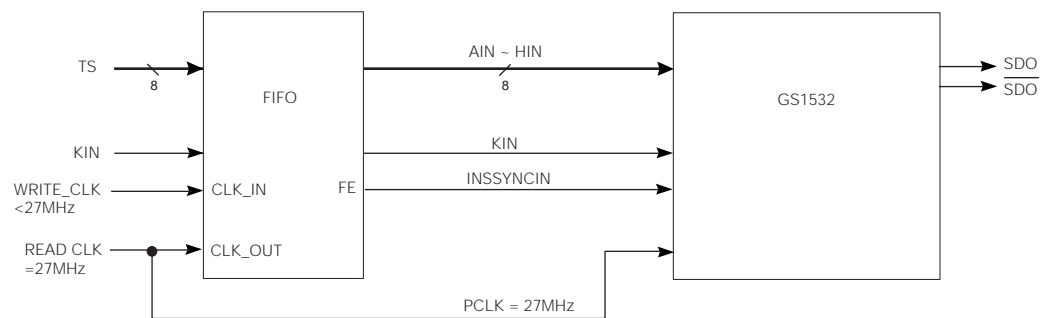 TS
8
KIN
WRITE_CLK
<27MHz
READ CLK
=27MHz
FIFO
CLK_IN
FE
CLK_OUT
AIN ~ HIN
8
KIN
INSSYNCIN
PCLK = 27MHz
GS1532
SDO
SDO